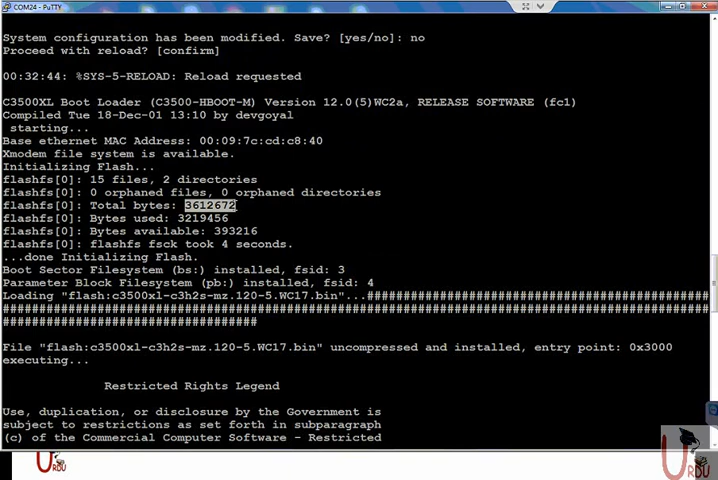 COM24 - PuTTY
System configuration has been modified. Save? [yes/no]: no
Proceed with reload? [confirm]
00:32:44: %SYS-5-RELOAD: Reload requested
C3500XL Boot Loader (C3500-HBOOT-M) Version 12.0(5)WC2a, RELEASE SOFTWARE (fc1)
Compiled Tue 18-Dec-01 13:10 by devgoyal
starting...
Base ethernet MAC Address: 00:09:7c:cd:c8:40
Xmodem file system is available.
Initializing Flash...
flashfs[0]: 15 files, 2 directories
flashfs[0]: 0 orphaned files, 0 orphaned directories
flashfs[0]: Total bytes: 3612672
flashfs[0]: Bytes used: 3219456
flashfs[0]: Bytes available: 393216
flashfs[0]: flashfs fsck took 4 seconds.
...done Initializing Flash.
Boot Sector Filesystem (bs:) installed, fsid: 3
Parameter Block Filesystem (pb:) installed, fsid: 4
Loading "flash:c3500xl-c3h2s-mz.120-5.WC17.bin"...################################################
##################################################################################################
###################################
File "flash:c3500xl-c3h2s-mz.120-5.WC17.bin" uncompressed and installed, entry point: 0x3000
executing...
Restricted Rights Legend
Use, duplication, or disclosure by the Government is
subject to restrictions as set forth in subparagraph
(c) of the Commercial Computer Software - Restricted
URDU
URDU